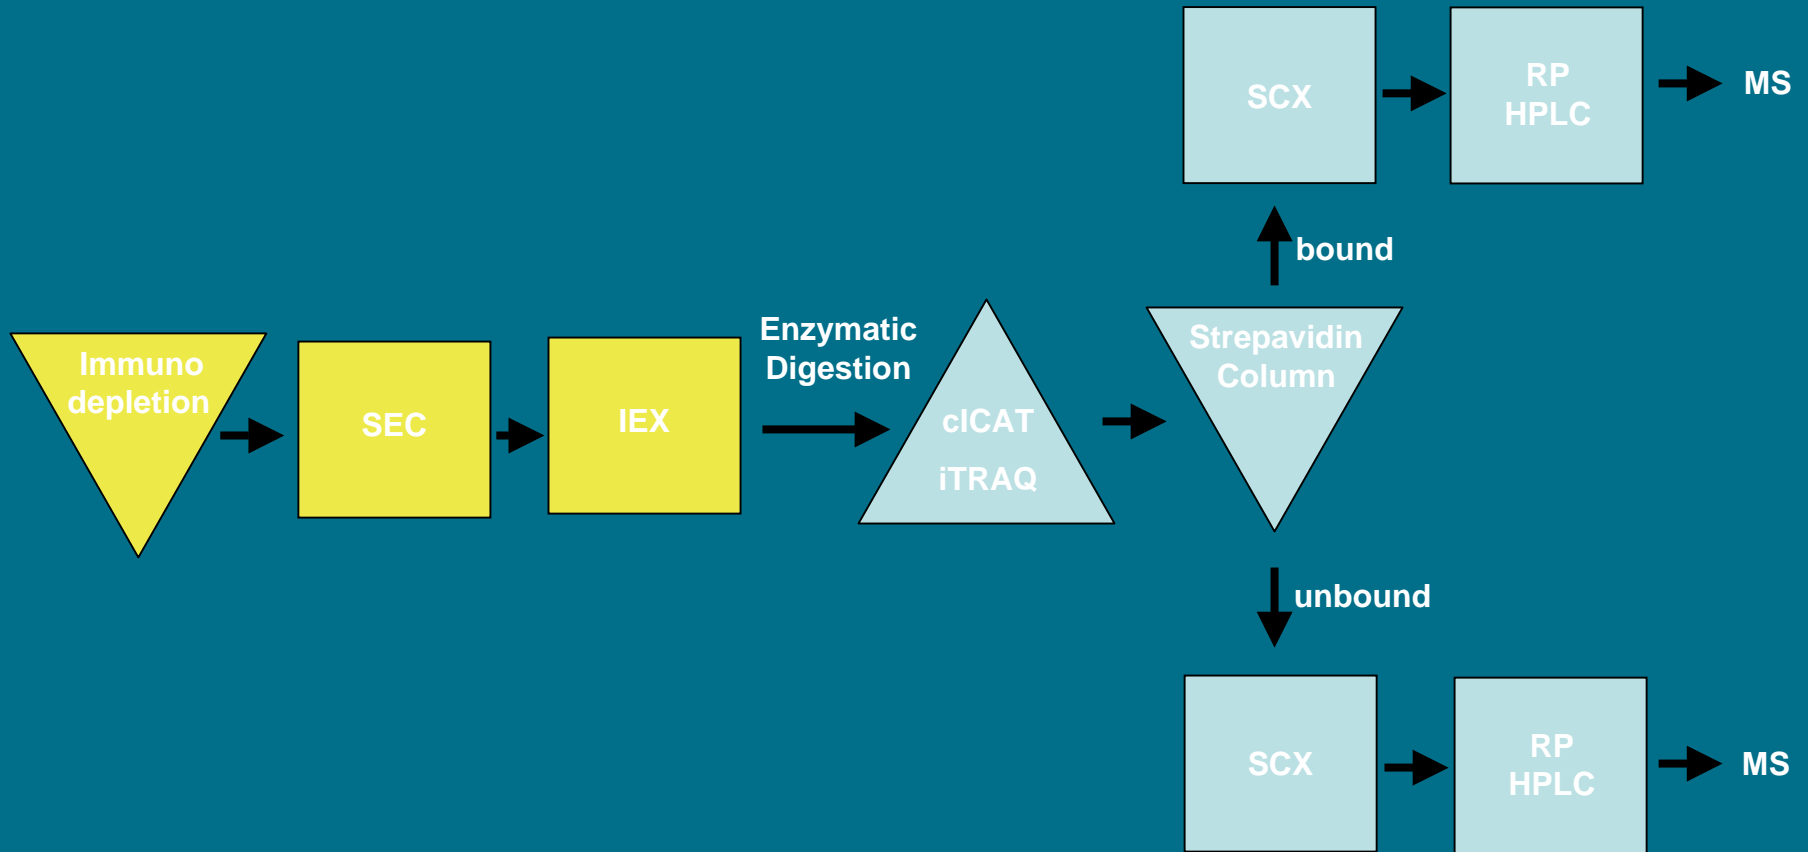 Immuno
depletion
SEC
IEX
Enzymatic
Digestion
cICAT
iTRAQ
Strepavidin
Column
bound
SCX
RP
HPLC
MS
unbound
SCX
RP
HPLC
MS